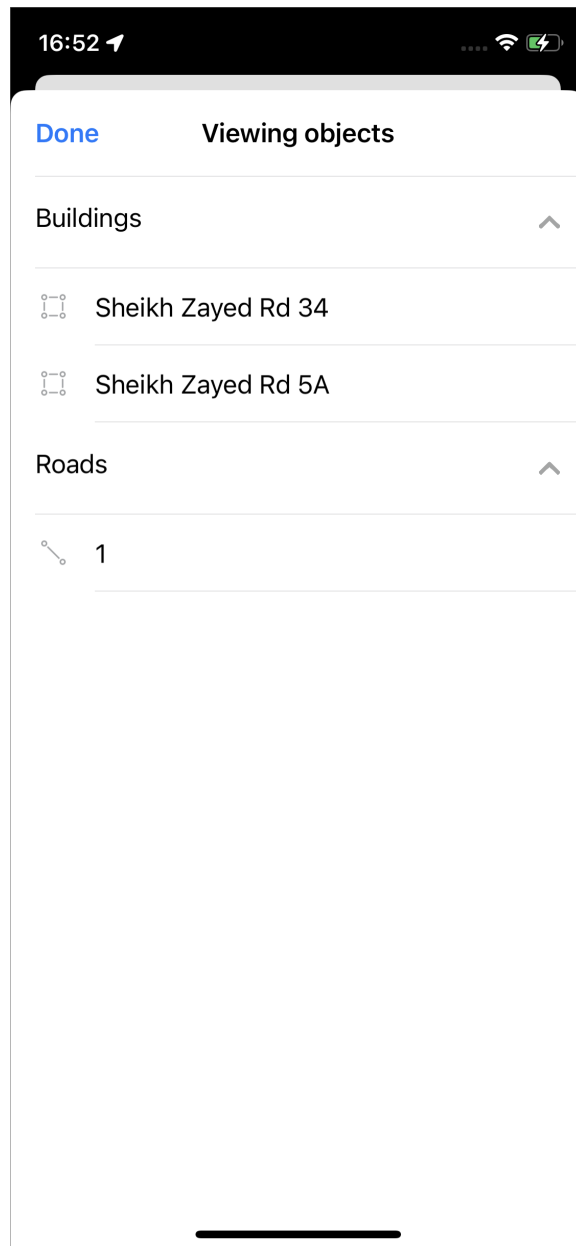 16:52
Done
Viewing objects
Buildings
Sheikh Zayed Rd 34
Sheikh Zayed Rd 5A
Roads
1